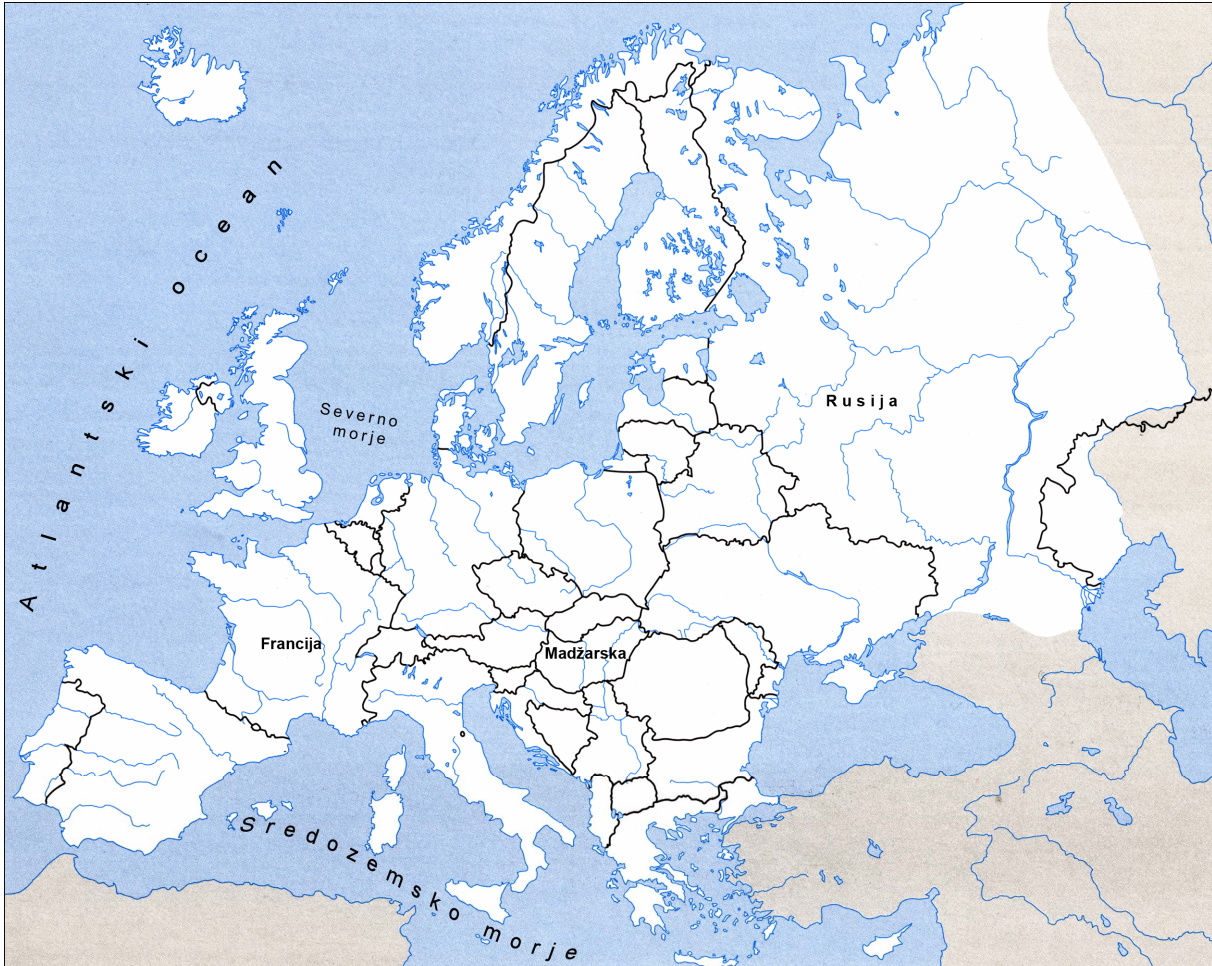 Atlantski ocean
Severno
morje
Rusija
Francija
Madžarska
Sredozemsko morje